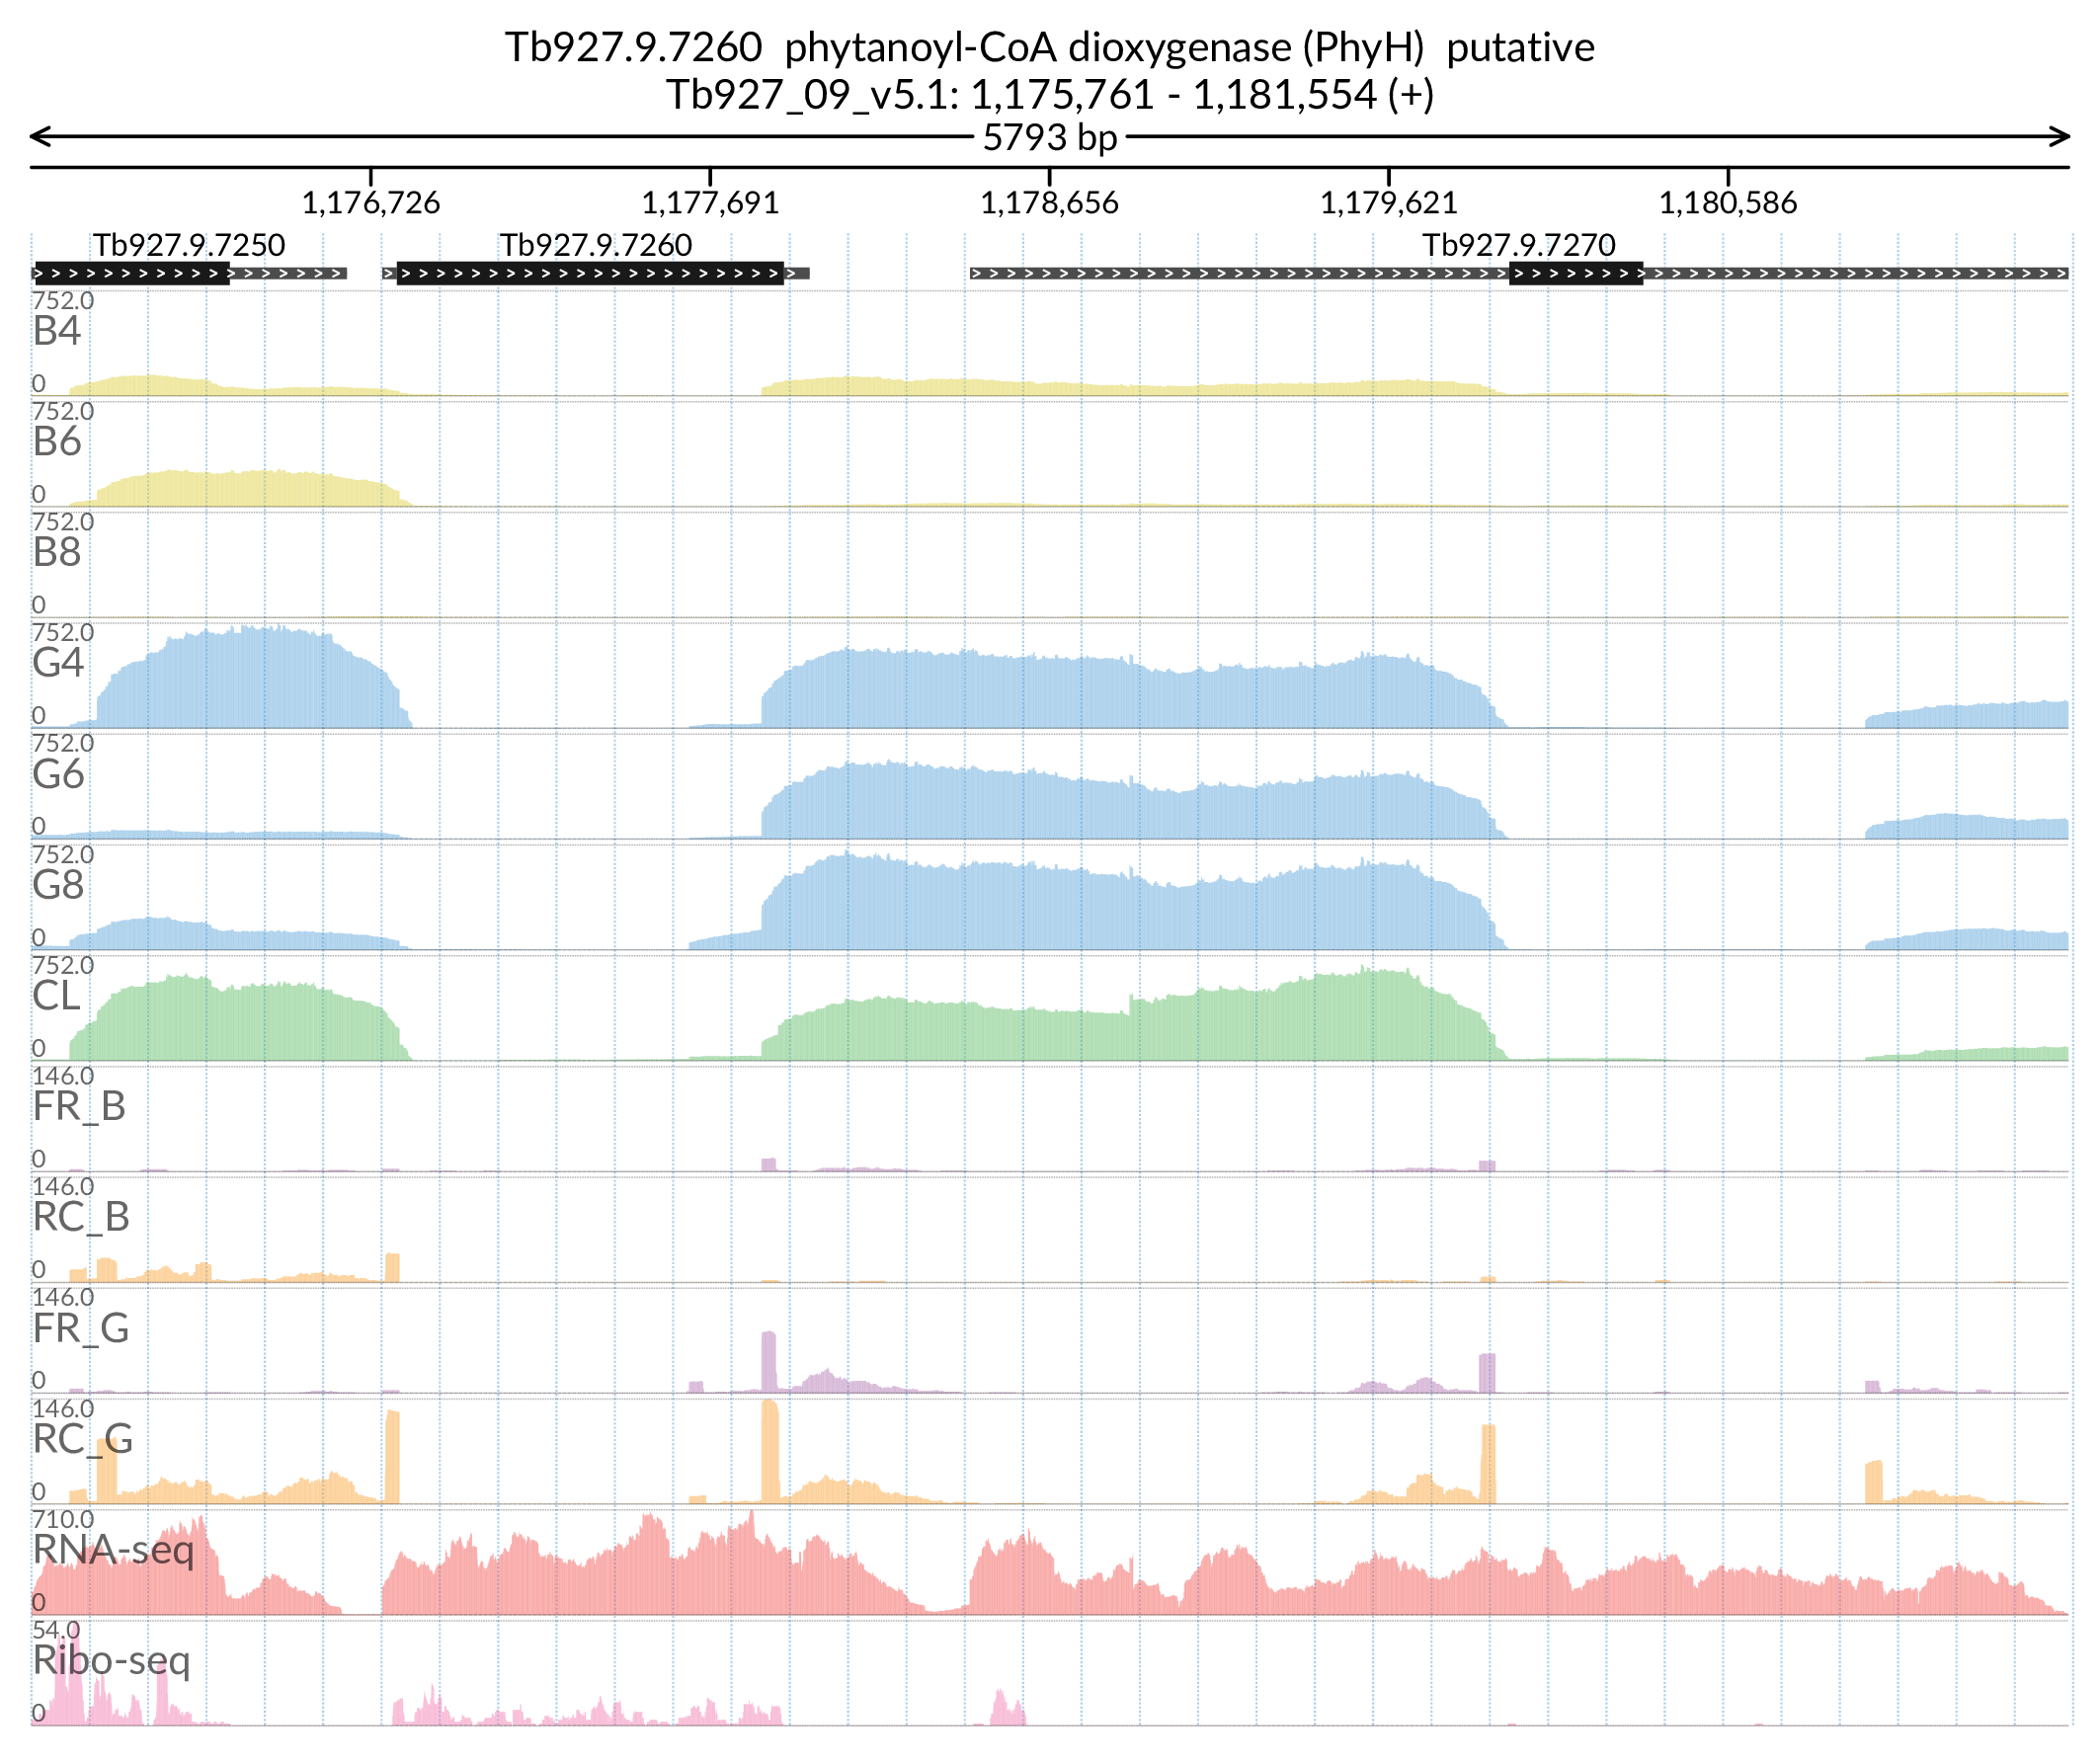 Tb927.9.7260 phytanoyl-CoA dioxygenase (PhyH) putative
Tb927_09_v5.1: 1,175,761 - 1,181,554 (+)
5793 bp
1,176,726 1,177,691 1,178,656 1,179,621 1,180,586
Tb927.9.7250 Tb927.9.7260 Tb927.9.7270
752.0
B4
0
752.0
B6
0
752.0
B8
0
752.0
G4
0
752.0
G6
0
752.0
G8
0
752.0
CL
0
146.0
FR_B
0
146.0
RC_B
0
146.0
FR_G
0
146.0
RC_G
0
710.0
RNA-seq
0
54.0
Ribo-seq
0